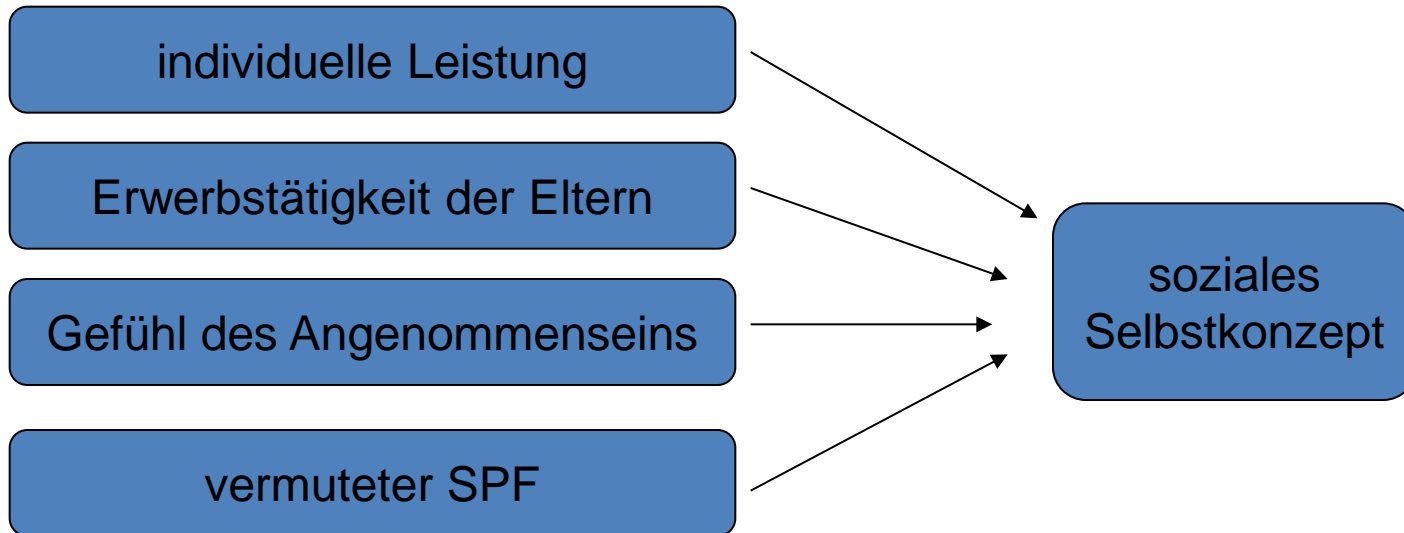 individuelle Leistung
Erwerbstätigkeit der Eltern
Gefühl des Angenommenseins
vermuteter SPF
soziales
Selbstkonzept